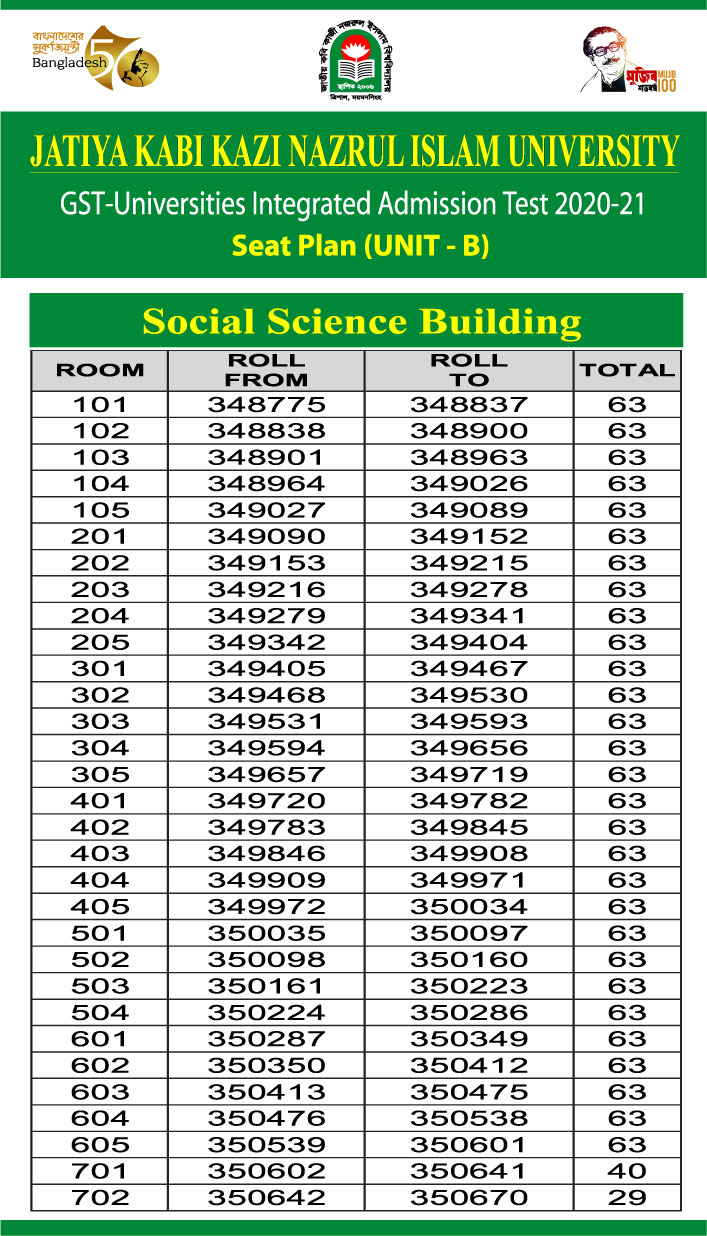 বাংলাদেশের
সুবর্ণজয়ন্তী
Bangladesh 50
জাতীয় কবি কাজী নজরুল ইসলাম বিশ্ববিদ্যালয়
স্থাপিত ২০০৬
ত্রিশাল, ময়মনসিংহ
মুজিব MUJIB
শতবর্ষ 100
JATIYA KABI KAZI NAZRUL ISLAM UNIVERSITY
GST-Universities Integrated Admission Test 2020-21
Seat Plan (UNIT - B)
Social Science Building
ROOM ROLL FROM ROLL TO TOTAL
101 348775 348837 63
102 348838 348900 63
103 348901 348963 63
104 348964 349026 63
105 349027 349089 63
201 349090 349152 63
202 349153 349215 63
203 349216 349278 63
204 349279 349341 63
205 349342 349404 63
301 349405 349467 63
302 349468 349530 63
303 349531 349593 63
304 349594 349656 63
305 349657 349719 63
401 349720 349782 63
402 349783 349845 63
403 349846 349908 63
404 349909 349971 63
405 349972 350034 63
501 350035 350097 63
502 350098 350160 63
503 350161 350223 63
504 350224 350286 63
601 350287 350349 63
602 350350 350412 63
603 350413 350475 63
604 350476 350538 63
605 350539 350601 63
701 350602 350641 40
702 350642 350670 29